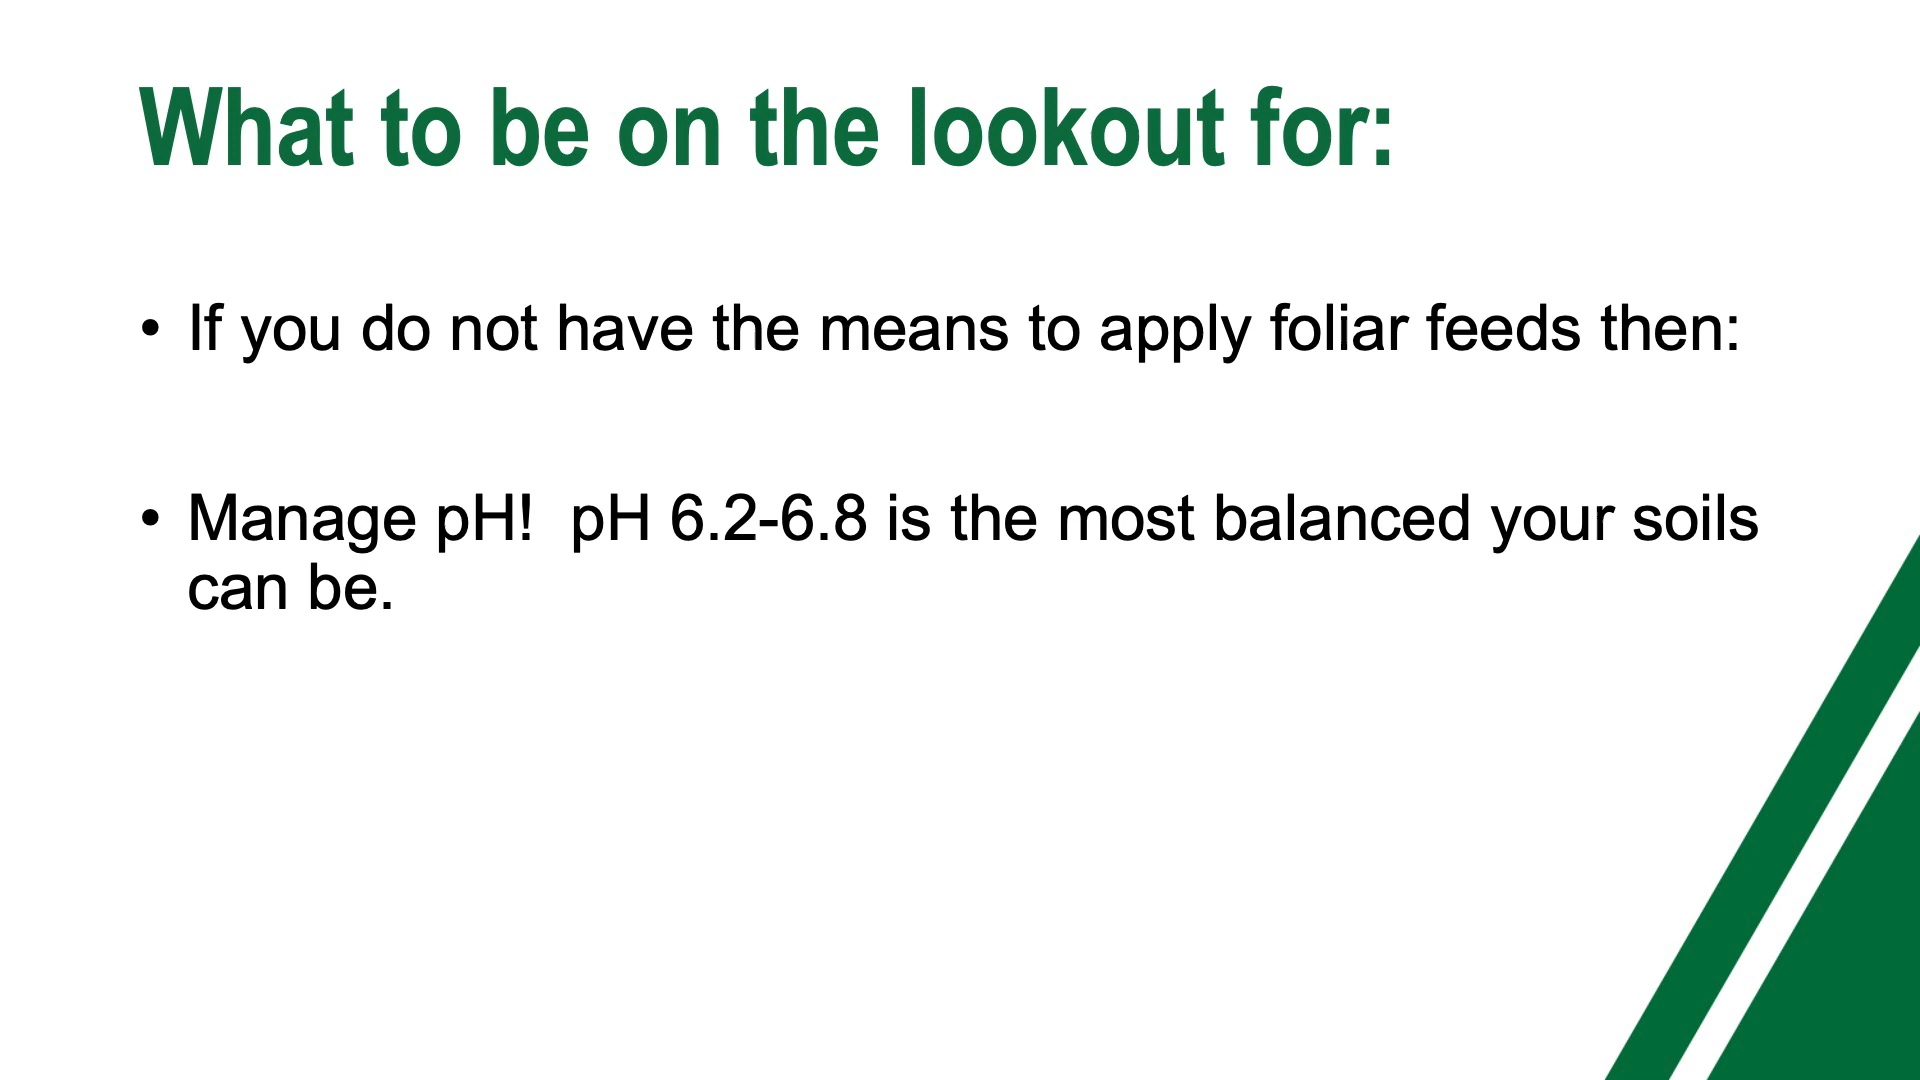 What to be on the lookout for:
• If you do not have the means to apply foliar feeds then:
• Manage pH!  pH 6.2-6.8 is the most balanced your soils
can be.